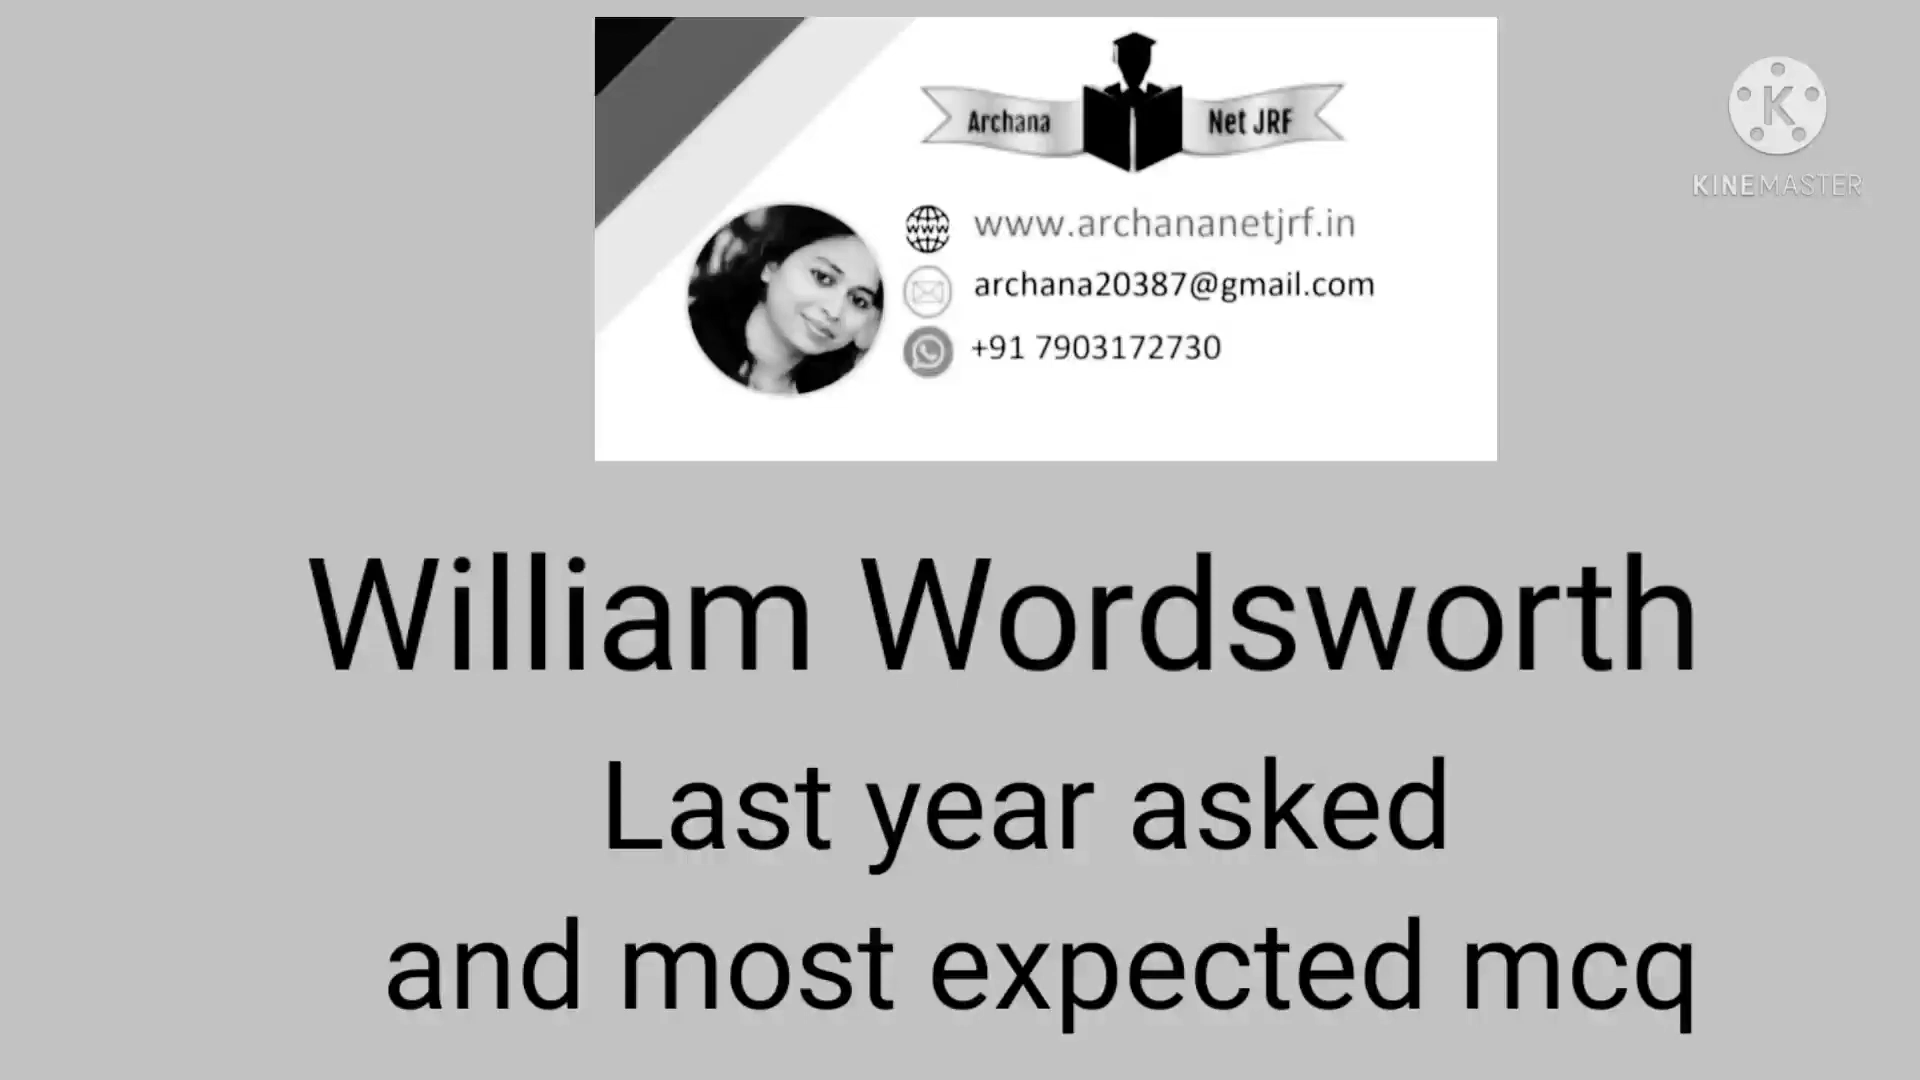 Archana Net JRF
KINEMASTER
www.archananetjrf.in
archana20387@gmail.com
+91 7903172730
William Wordsworth
Last year asked
and most expected mcq